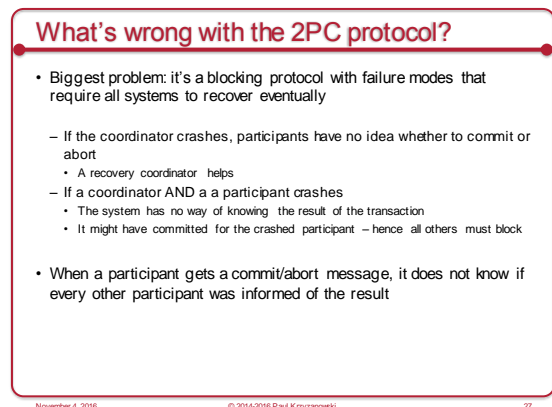 What's wrong with the 2PC protocol?
• Biggest problem: it's a blocking protocol with failure modes that
require all systems to recover eventually
– If the coordinator crashes, participants have no idea whether to commit or
abort
• A recovery coordinator helps
– If a coordinator AND a a participant crashes
• The system has no way of knowing the result of the transaction
• It might have committed for the crashed participant – hence all others must block
• When a participant gets a commit/abort message, it does not know if
every other participant was informed of the result
November 4, 2016
© 2014-2016 Paul Krzyzanowski
27